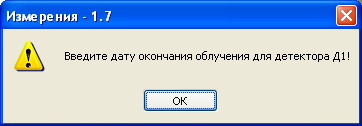 Измерения - 1.7
Введите дату окончания облучения для детектора Д1!
OK